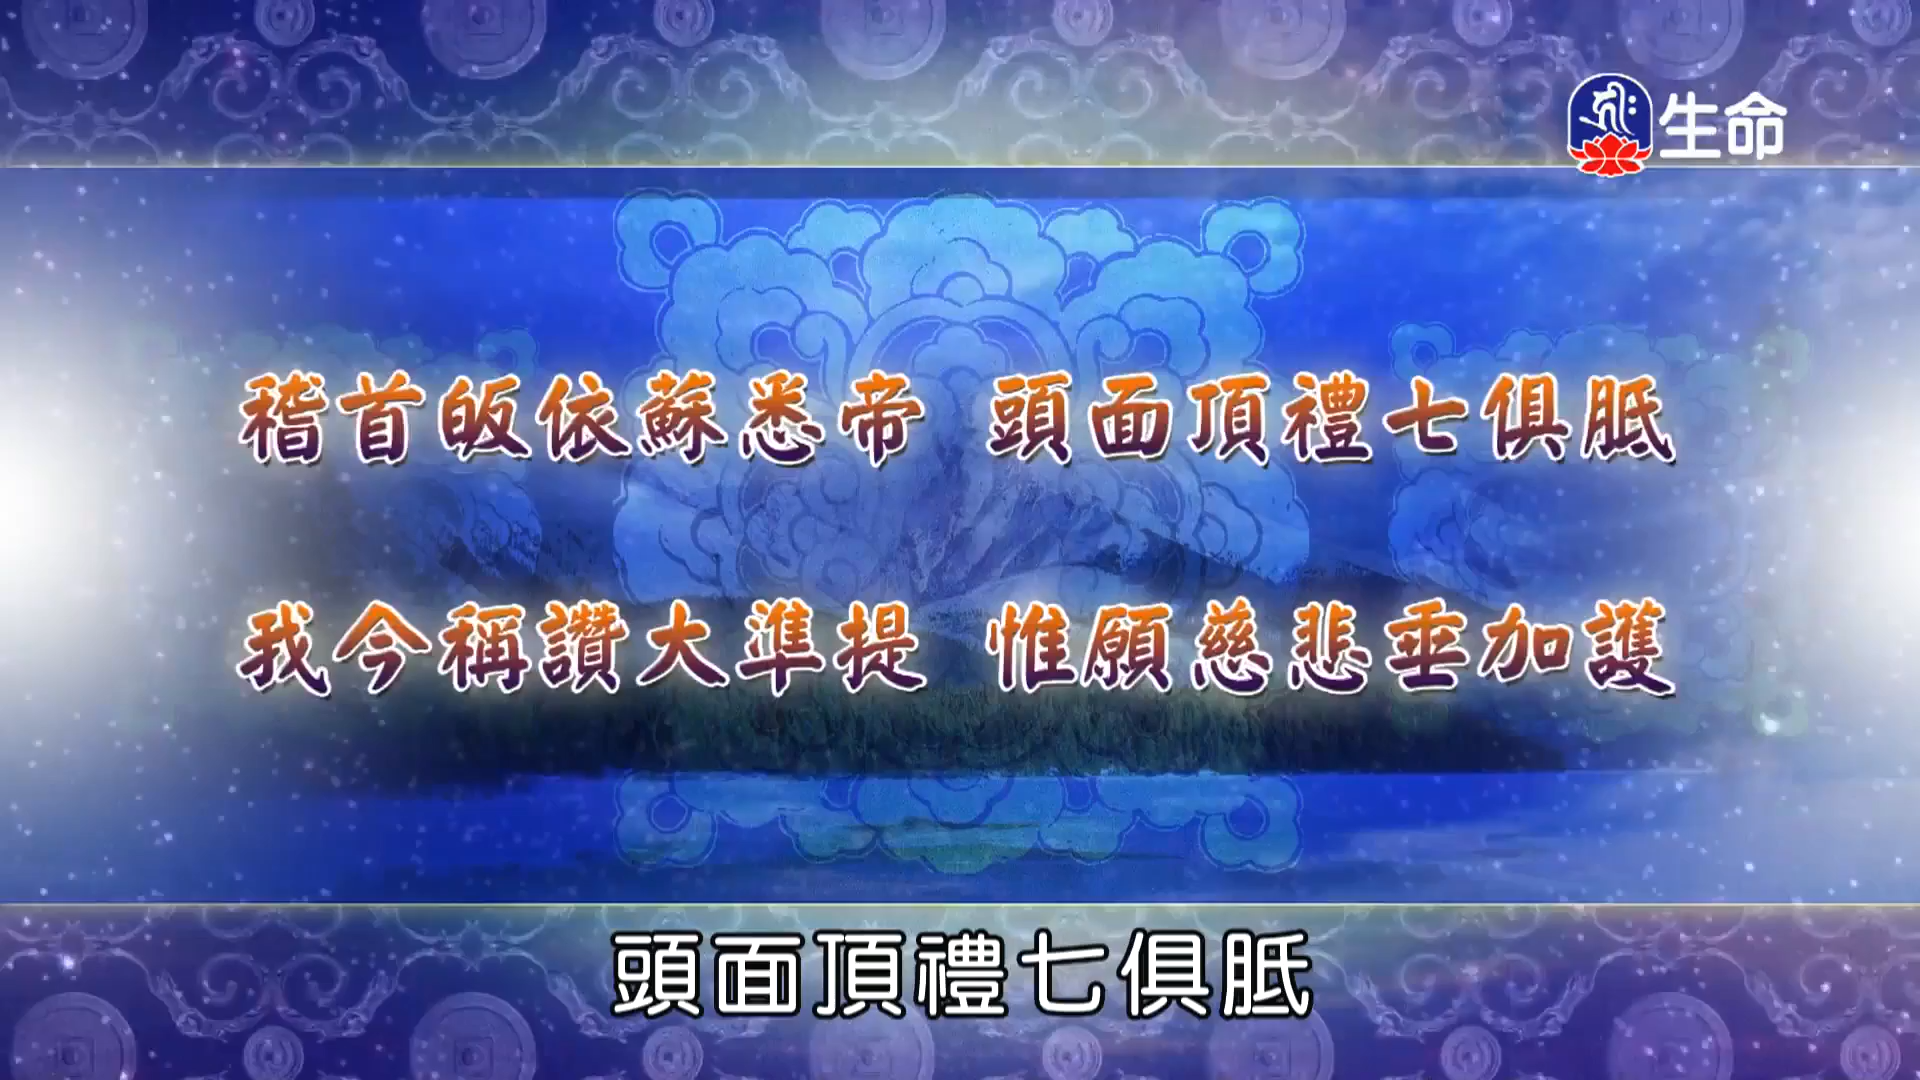 生命
稽首皈依蘇悉帝 頭面頂禮七俱胝
我今稱讚大準提 惟願慈悲垂加護
頭面頂禮七俱胝